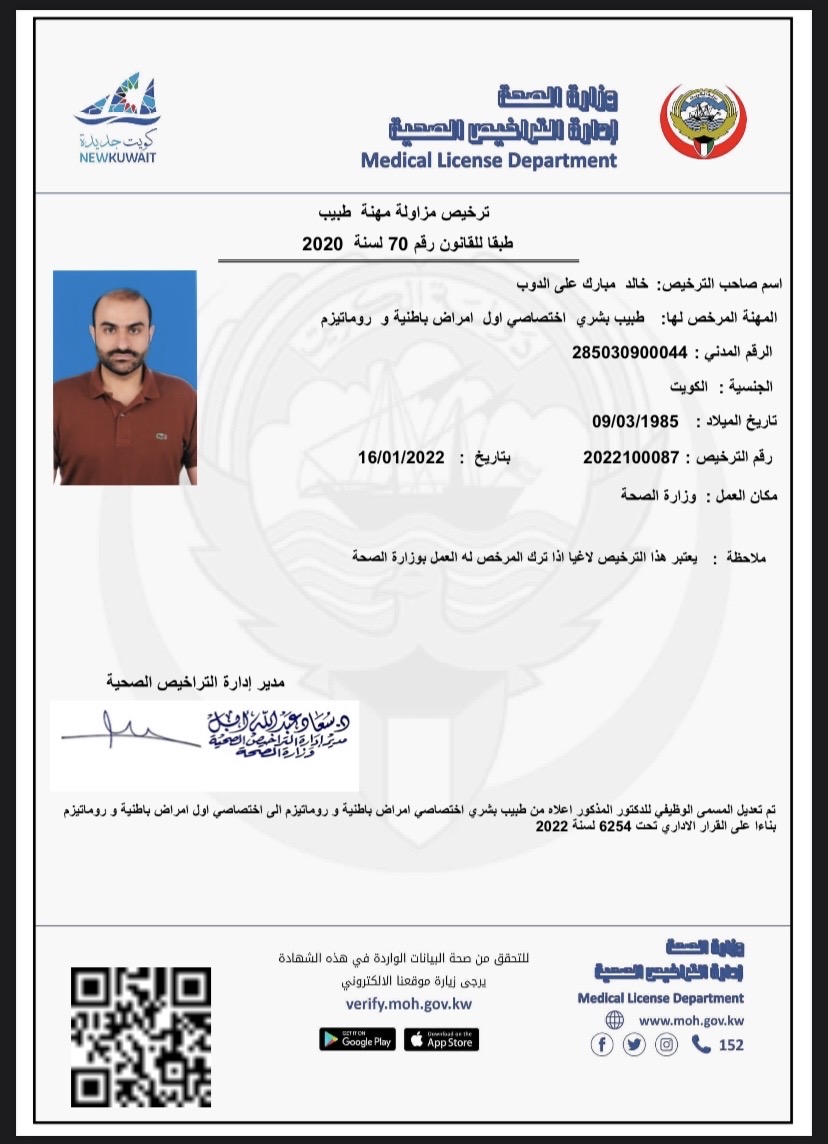 كويت جديدة
NEWKUWAIT
وزارة الصحة
إدارة التراخيص الصحية
Medical License Department
ترخيص مزاولة مهنة طبيب
طبقا للقانون رقم 70 لسنة 2020
اسم صاحب الترخيص: خالد مبارك على الدوب
المهنة المرخص لها: طبيب بشري اختصاصي اول امراض باطنية و روماتيزم
الرقم المدني : 285030900044
الجنسية : الكويت
تاريخ الميلاد : 09/03/1985
رقم الترخيص : 2022100087 بتاريخ : 16/01/2022
مكان العمل : وزارة الصحة
ملاحظة : يعتبر هذا الترخيص لاغيا اذا ترك المرخص له العمل بوزارة الصحة
مدير إدارة التراخيص الصحية
د. سعاد عبدالله
مدير إدارة التراخيص الصحية
وزارة الصحة
تم تعديل المسمى الوظيفي للدكتور المذكور اعلاه من طبيب بشري اختصاصي امراض باطنية و روماتيزم الى اختصاصي اول امراض باطنية و روماتيزم
بناءا على القرار الاداري تحت 6254 لسنة 2022
للتحقق من صحة البيانات الواردة في هذه الشهادة
يرجى زيارة موقعنا الالكتروني
verify.moh.gov.kw
GET IT ON Google Play
Download on the App Store
وزارة الصحة
إدارة التراخيص الصحية
Medical License Department
www.moh.gov.kw
152